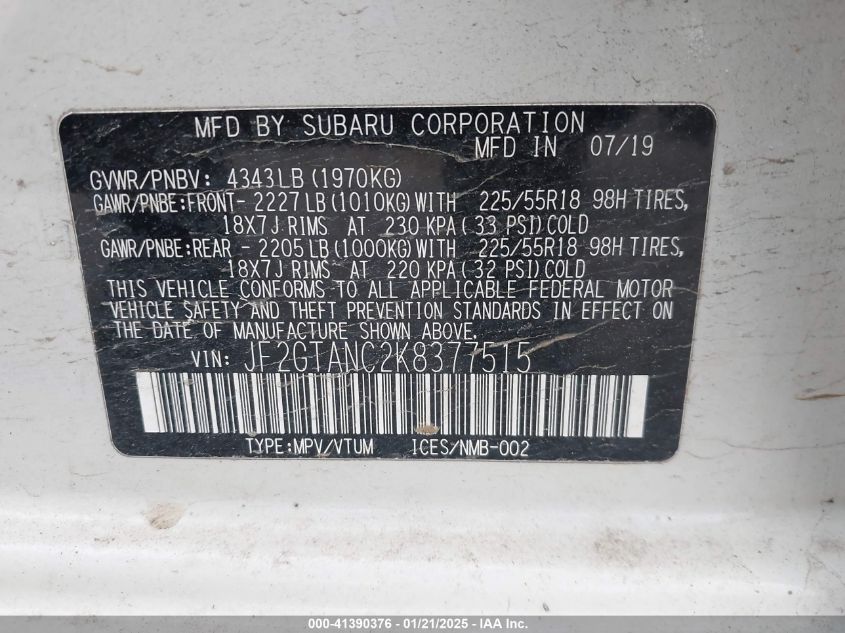 MFD BY SUBARU CORPORATION
MFD IN 07/19
GVWR/PNBV: 4343LB (1970KG)
GAWR/PNBE:FRONT- 2227LB (1010KG) WITH 225/55R18 98H TIRES,
18X7J RIMS AT 230 KPA( 33 PSI) COLD
GAWR/PNBE:REAR - 2205LB (1000KG) WITH 225/55R18 98H TIRES,
18X7J RIMS AT 220 KPA( 32 PSI) COLD
THIS VEHICLE CONFORMS TO ALL APPLICABLE FEDERAL MOTOR
VEHICLE SAFETY AND THEFT PREVENTION STANDARDS IN EFFECT ON
THE DATE OF MANUFACTURE SHOWN ABOVE.
VIN: JF2GTANC2K8377515
TYPE:MPV/VTUM ICES/NMB-002
000-41390376 - 01/21/2025 - IAA Inc.